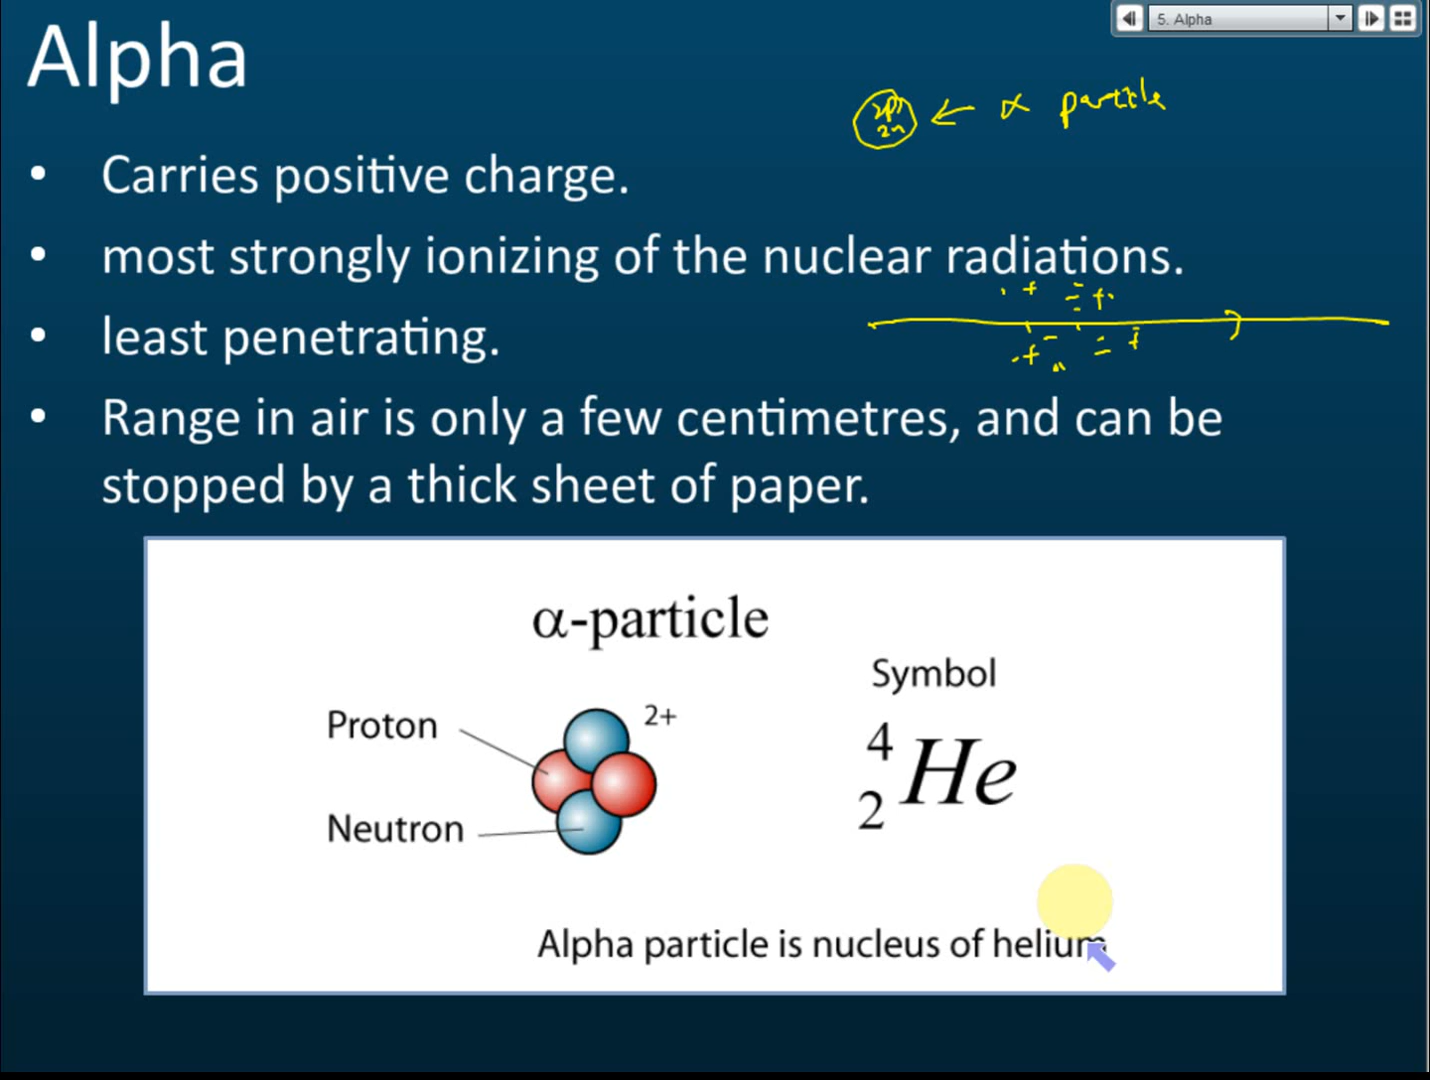 5. Alpha
Alpha
2p
2n
← α particle
• Carries positive charge.
• most strongly ionizing of the nuclear radiations.
• least penetrating.
• Range in air is only a few centimetres, and can be
stopped by a thick sheet of paper.
α-particle
Symbol
Proton
2+
4
2
He
Neutron
Alpha particle is nucleus of helium